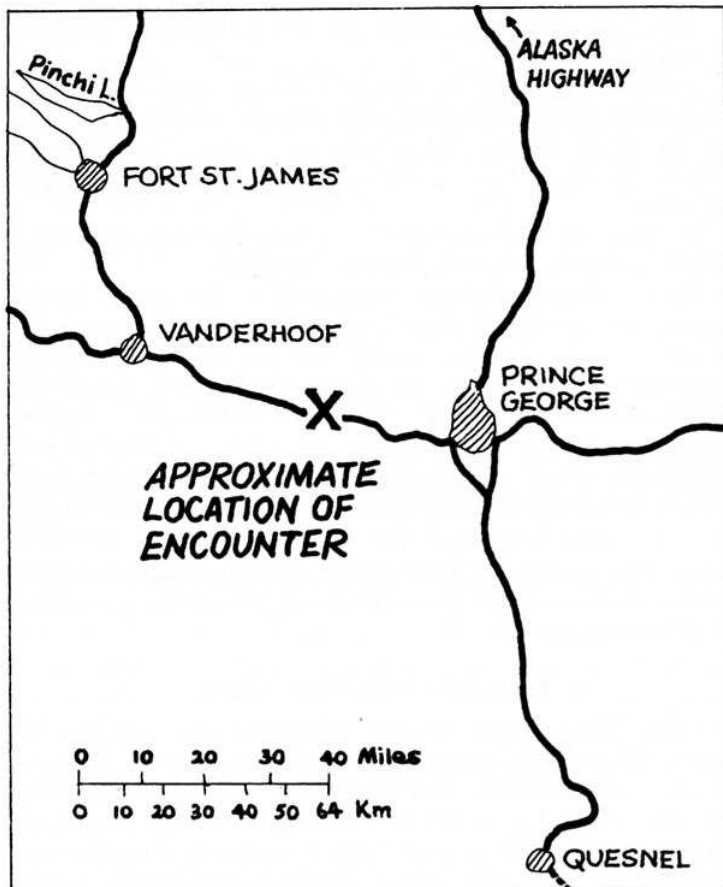 ALASKA
HIGHWAY
Pinchi L.
FORT ST. JAMES
VANDERHOOF
PRINCE
GEORGE
X
APPROXIMATE
LOCATION OF
ENCOUNTER
0 10 20 30 40 Miles
0 10 20 30 40 50 64 Km
QUESNEL